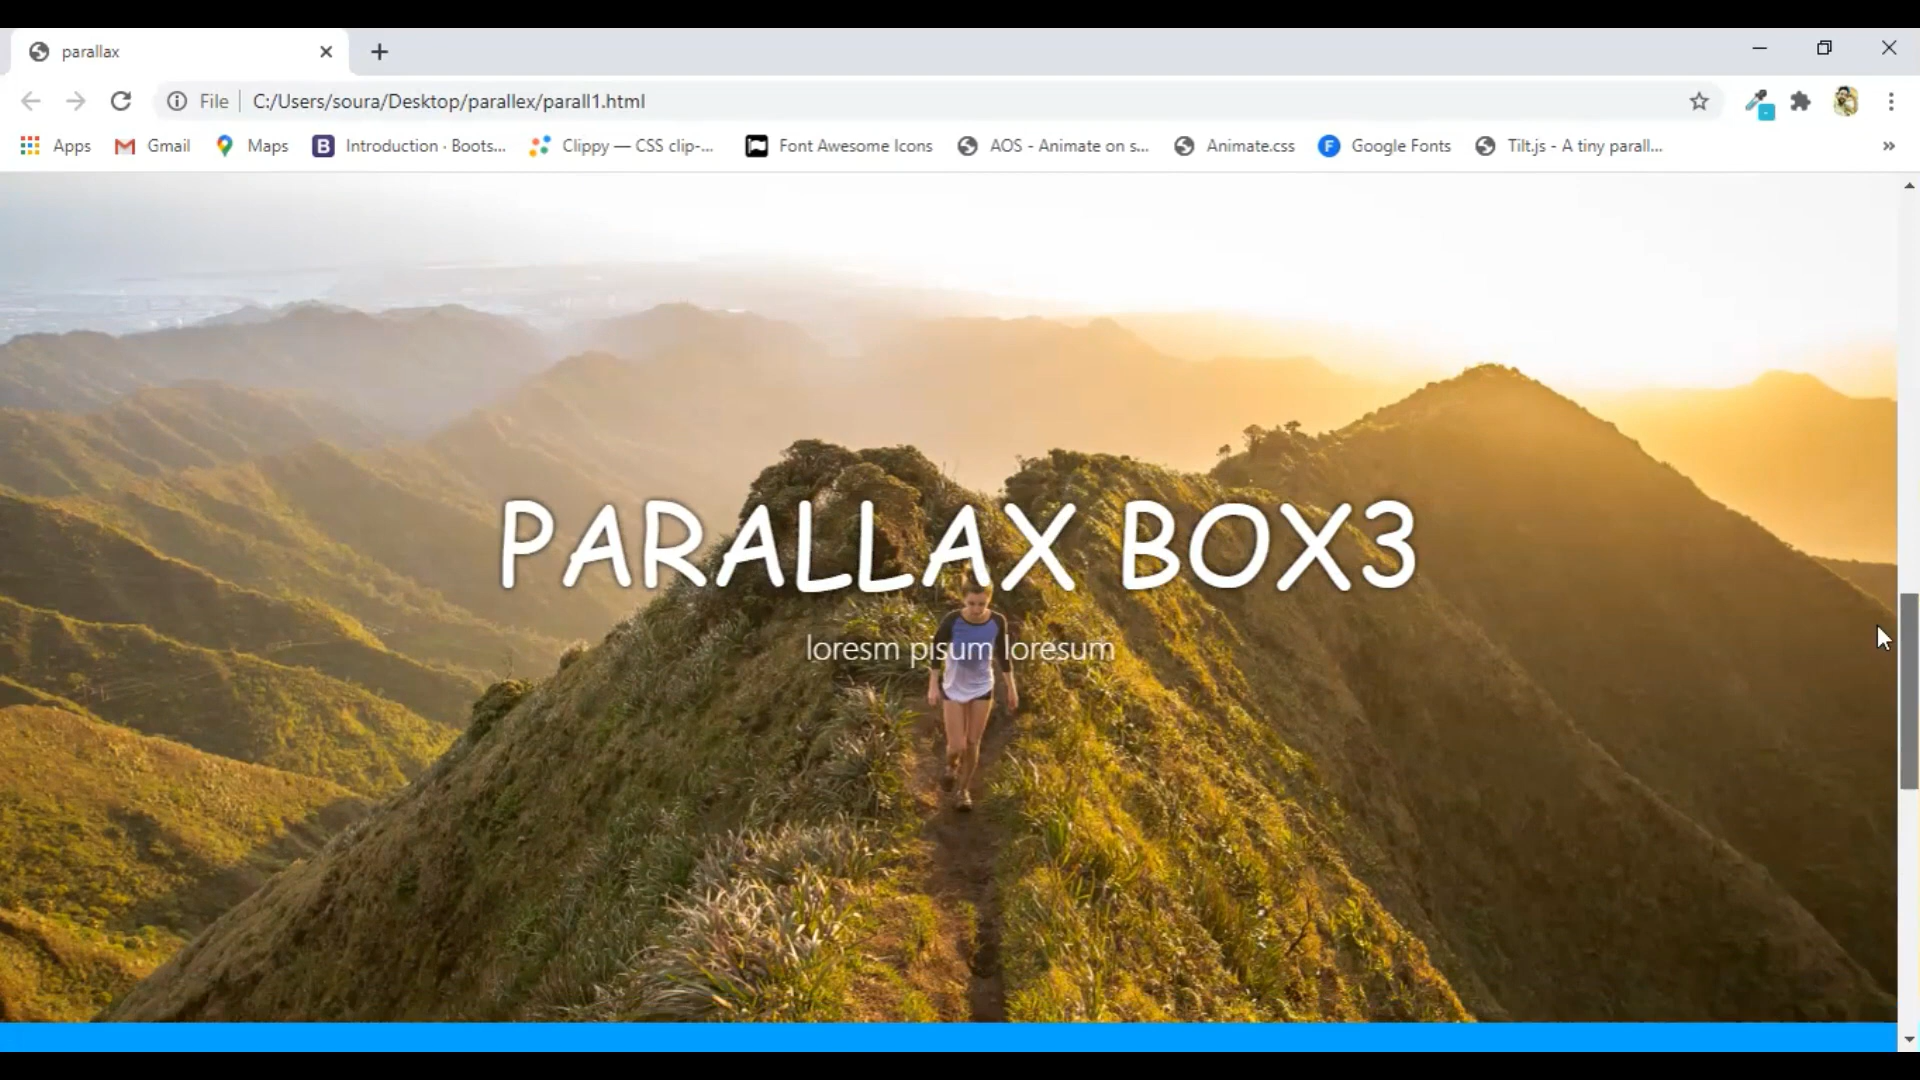 parallax
File
C:/Users/soura/Desktop/parallex/parall1.html
Apps
Gmail
Maps
B
Introduction · Boots...
Clippy — CSS clip-...
Font Awesome Icons
AOS - Animate on s...
Animate.css
F
Google Fonts
Tilt.js - A tiny parall...
PARALLAX BOX3
loresm pisum loresum